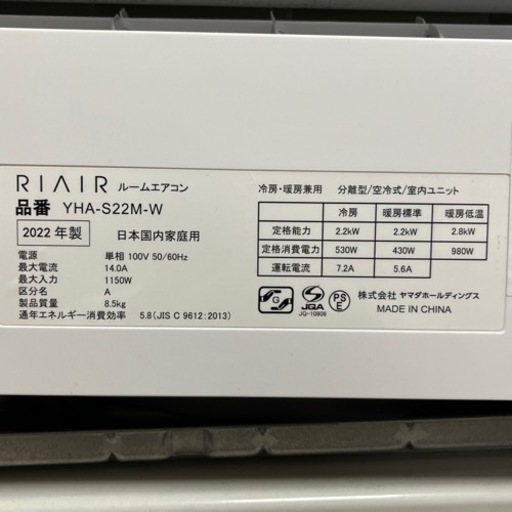 RIAIR ルームエアコン
品番 YHA-S22M-W
2022年製 日本国内家庭用
電源 単相 100V 50/60Hz
最大電流 14.0A
最大入力 1150W
区分名 A
製品質量 8.5kg
通年エネルギー消費効率 5.8(JIS C 9612:2013)
冷房・暖房兼用 分離型/空冷式/室内ユニット
冷房 暖房標準 暖房低温
定格能力 2.2kW 2.2kW 2.8kW
定格消費電力 530W 430W 980W
運転電流 7.2A 5.6A
G
JQA
PS
E
株式会社 ヤマダホールディングス
MADE IN CHINA